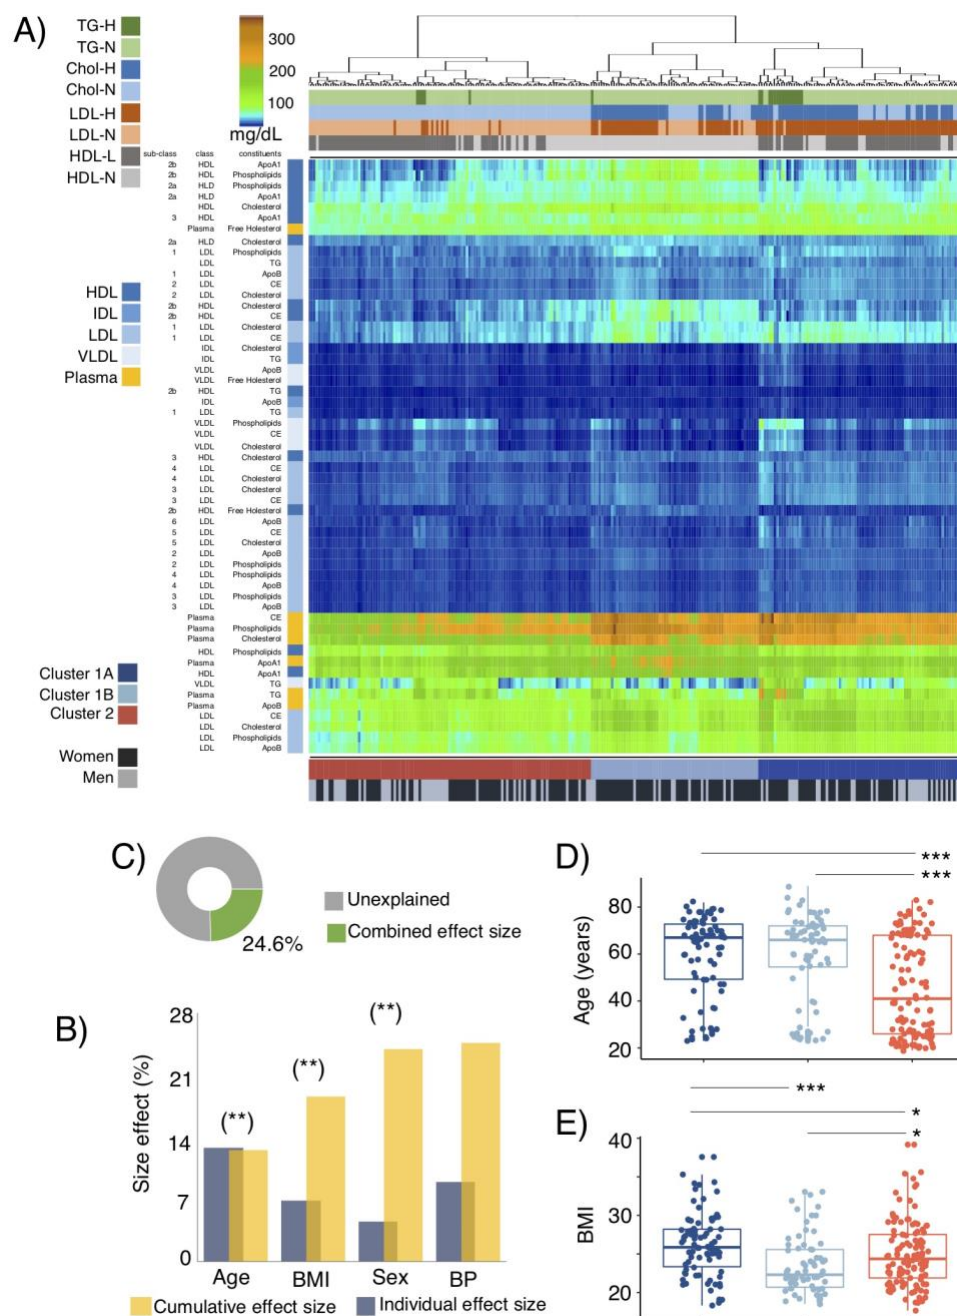 A)
TG-H
TG-N
Chol-H
Chol-N
LDL-H
LDL-N
HDL-L
HDL-N
300
200
100
mg/dL
sub-class class constituents
2b HDL ApoA1
2b HDL Phospholipids
2a HLD Phospholipids
2a HLD ApoA1
HDL Cholesterol
3 HDL ApoA1
Plasma Free Holesterol
2a HLD Cholesterol
1 LDL Phospholipids
LDL TG
1 LDL ApoB
2 LDL CE
2 LDL Cholesterol
2b HDL Cholesterol
2b HDL CE
1 LDL Cholesterol
1 LDL CE
IDL Cholesterol
IDL TG
VLDL ApoB
VLDL Free Holesterol
2b HDL TG
IDL ApoB
1 LDL TG
VLDL Phospholipids
VLDL CE
VLDL Cholesterol
3 HDL Cholesterol
4 LDL CE
4 LDL Cholesterol
3 LDL Cholesterol
3 LDL CE
2b HDL Free Holesterol
6 LDL ApoB
5 LDL CE
5 LDL Cholesterol
2 LDL ApoB
2 LDL Phospholipids
4 LDL Phospholipids
4 LDL ApoB
3 LDL Phospholipids
3 LDL ApoB
Plasma CE
Plasma Phospholipids
Plasma Cholesterol
HDL Phospholipids
Plasma ApoA1
HDL ApoA1
VLDL TG
Plasma TG
Plasma ApoB
LDL CE
LDL Cholesterol
LDL Phospholipids
LDL ApoB
HDL
IDL
LDL
VLDL
Plasma
Cluster 1A
Cluster 1B
Cluster 2
Women
Men
C)
24.6%
Unexplained
Combined effect size
B)
Size effect (%)
28
21
14
7
0
(**)
(**)
(**)
Age BMI Sex BP
Cumulative effect size Individual effect size
D)
***
***
Age (years)
80
60
40
20
E)
***
*
*
BMI
40
30
20